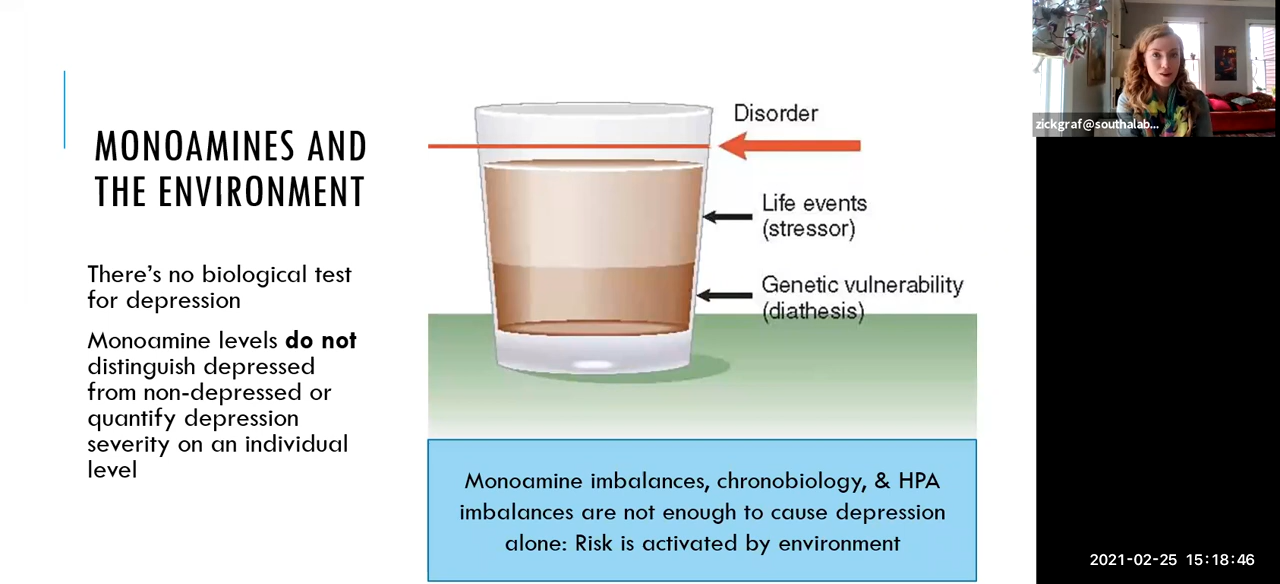 MONOAMINES AND
THE ENVIRONMENT
There's no biological test
for depression
Monoamine levels do not
distinguish depressed
from non-depressed or
quantify depression
severity on an individual
level
Disorder
Life events
(stressor)
Genetic vulnerability
(diathesis)
Monoamine imbalances, chronobiology, & HPA
imbalances are not enough to cause depression
alone: Risk is activated by environment
zickgraf@southalab...
2021-02-25 15:18:46